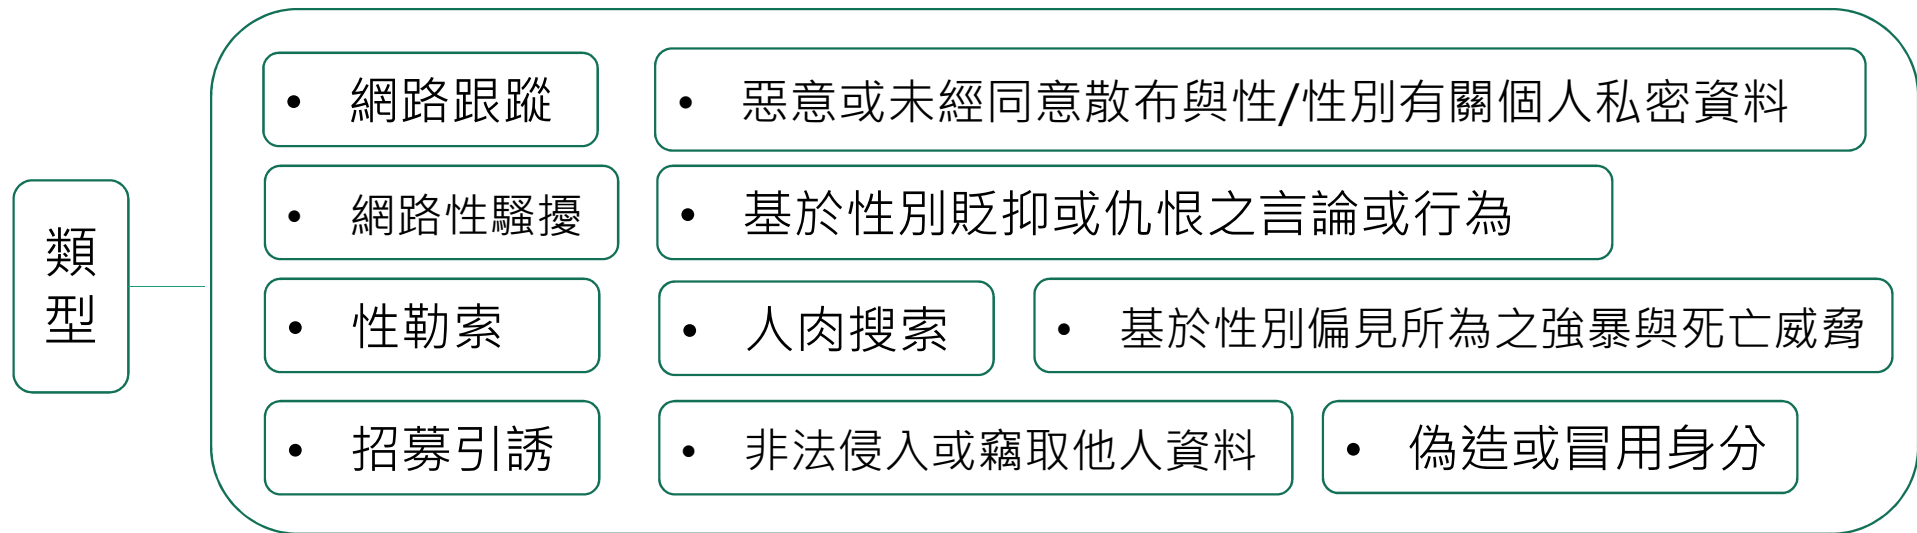 類型
• 網路跟蹤
• 惡意或未經同意散布與性/性別有關個人私密資料
• 網路性騷擾
• 基於性別貶抑或仇恨之言論或行為
• 性勒索
• 人肉搜索
• 基於性別偏見所為之強暴與死亡威脅
• 招募引誘
• 非法侵入或竊取他人資料
• 偽造或冒用身分